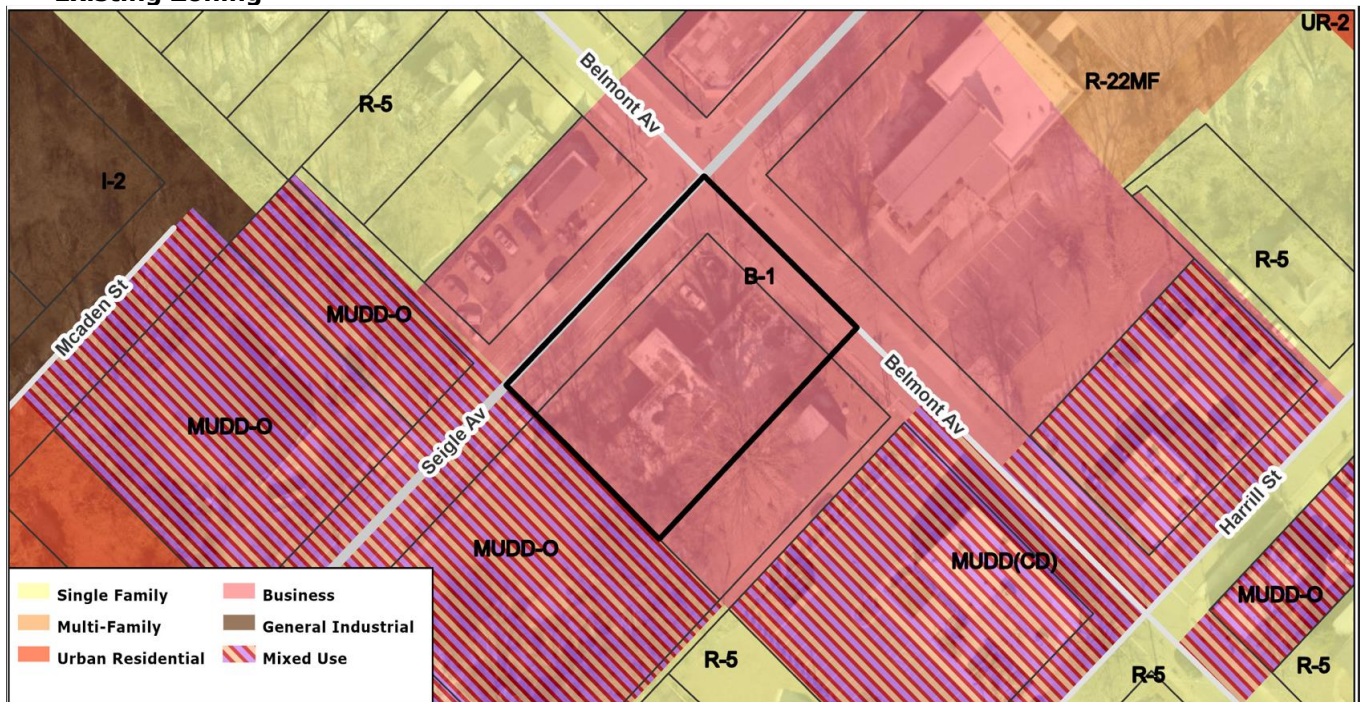 Existing Zoning
UR-2
Belmont Av
R-22MF
R-5
I-2
R-5
B-1
Mcaden St
MUDD-O
Belmont Av
MUDD-O
Seigle Av
Harrill St
MUDD-O
MUDD(CD)
MUDD-O
R-5
R-5
R-5
Single Family
Business
Multi-Family
General Industrial
Urban Residential
Mixed Use